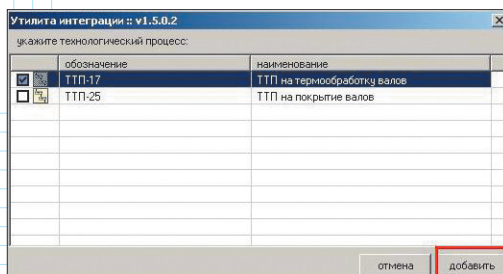 Утилита интеграции :: v1.5.0.2
укажите технологический процесс:
обозначение наименование
ТТП-17 ТТП на термообработку валов
ТТП-25 ТТП на покрытие валов
отмена добавить